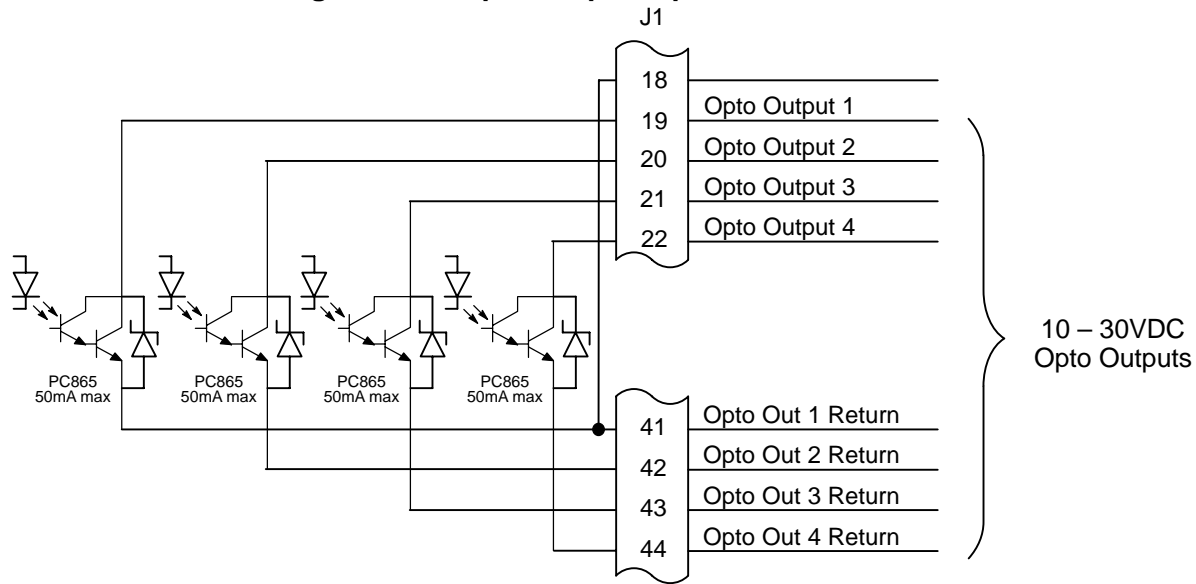 J1
18
Opto Output 1
19
Opto Output 2
20
Opto Output 3
21
Opto Output 4
22
10 – 30VDC
Opto Outputs
PC865
50mA max
PC865
50mA max
PC865
50mA max
PC865
50mA max
Opto Out 1 Return
41
Opto Out 2 Return
42
Opto Out 3 Return
43
Opto Out 4 Return
44